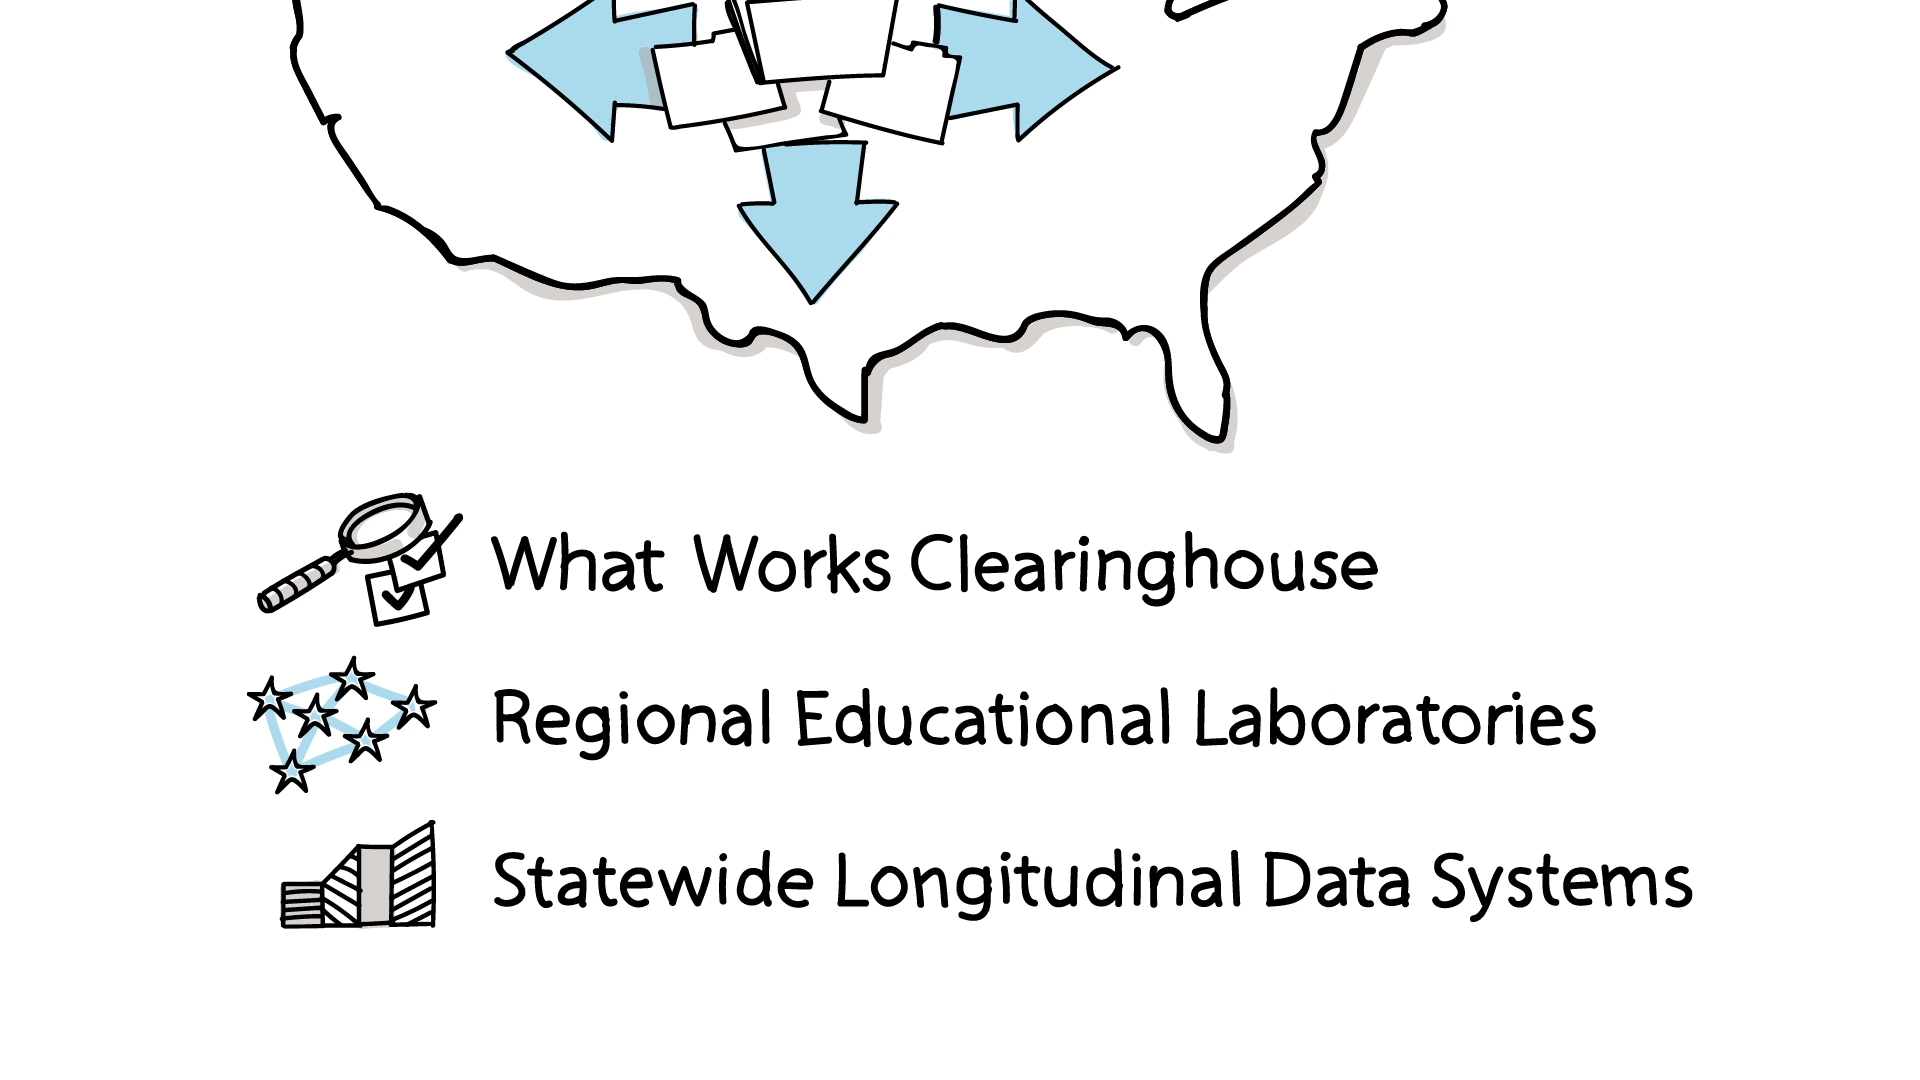 What Works Clearinghouse
Regional Educational Laboratories
Statewide Longitudinal Data Systems